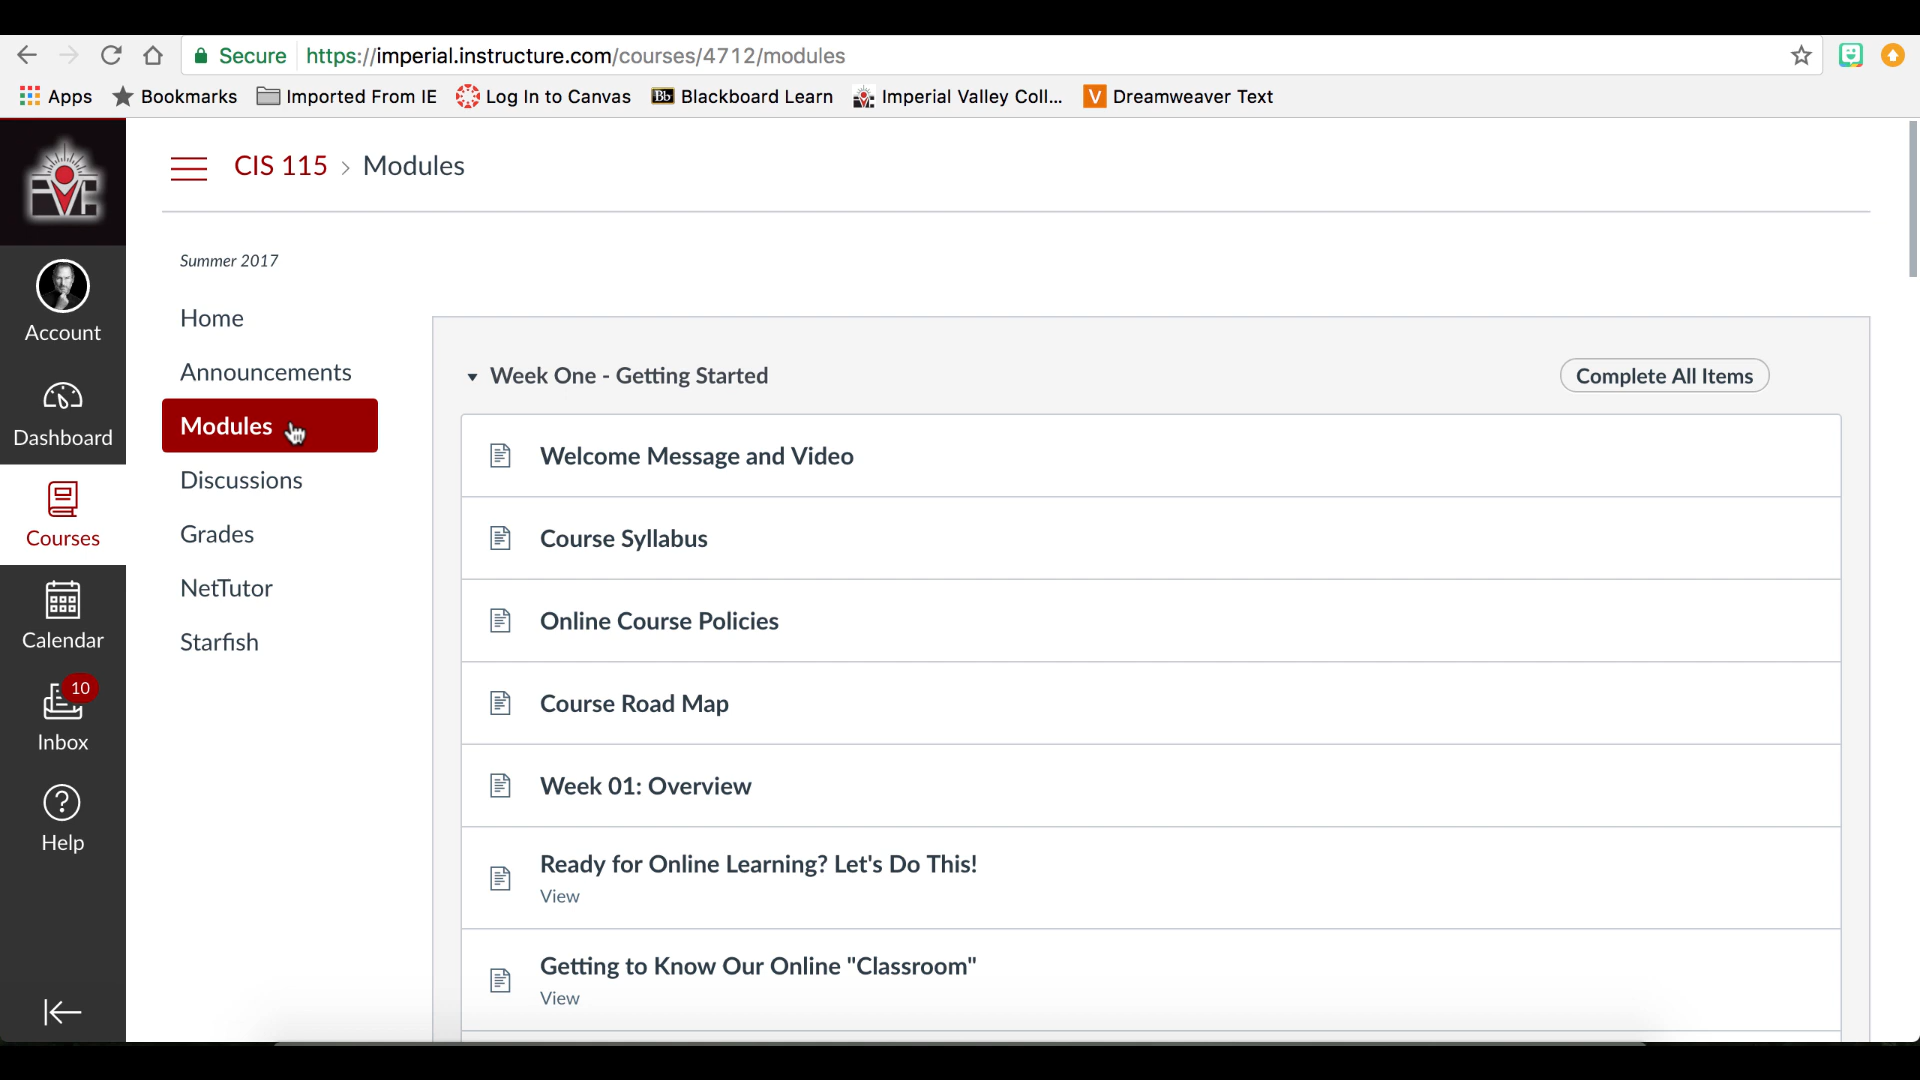 Secure https://imperial.instructure.com/courses/4712/modules
Apps Bookmarks Imported From IE Log In to Canvas Bb Blackboard Learn Imperial Valley Coll... V Dreamweaver Text
CIS 115 › Modules
Summer 2017
Account
Dashboard
Courses
Calendar
10
Inbox
Help
Home
Announcements
Modules
Discussions
Grades
NetTutor
Starfish
Week One - Getting Started
Complete All Items
Welcome Message and Video
Course Syllabus
Online Course Policies
Course Road Map
Week 01: Overview
Ready for Online Learning? Let's Do This!
View
Getting to Know Our Online "Classroom"
View